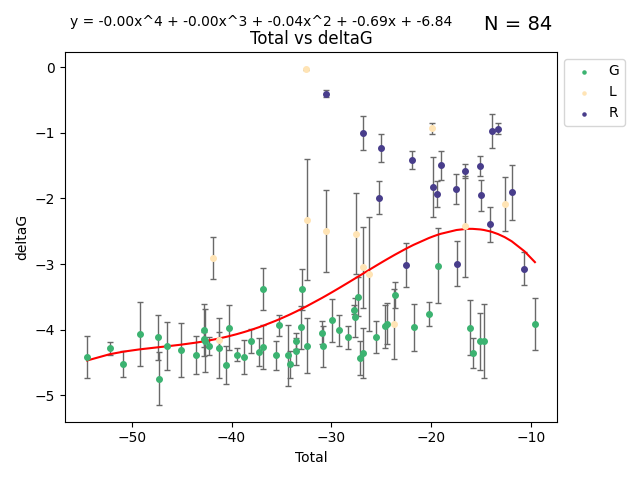 y = -0.00x^4 + -0.00x^3 + -0.04x^2 + -0.69x + -6.84
N = 84
Total vs deltaG
G
L
R
0
−1
−2
−3
−4
−5
deltaG
−50 −40 −30 −20 −10
Total